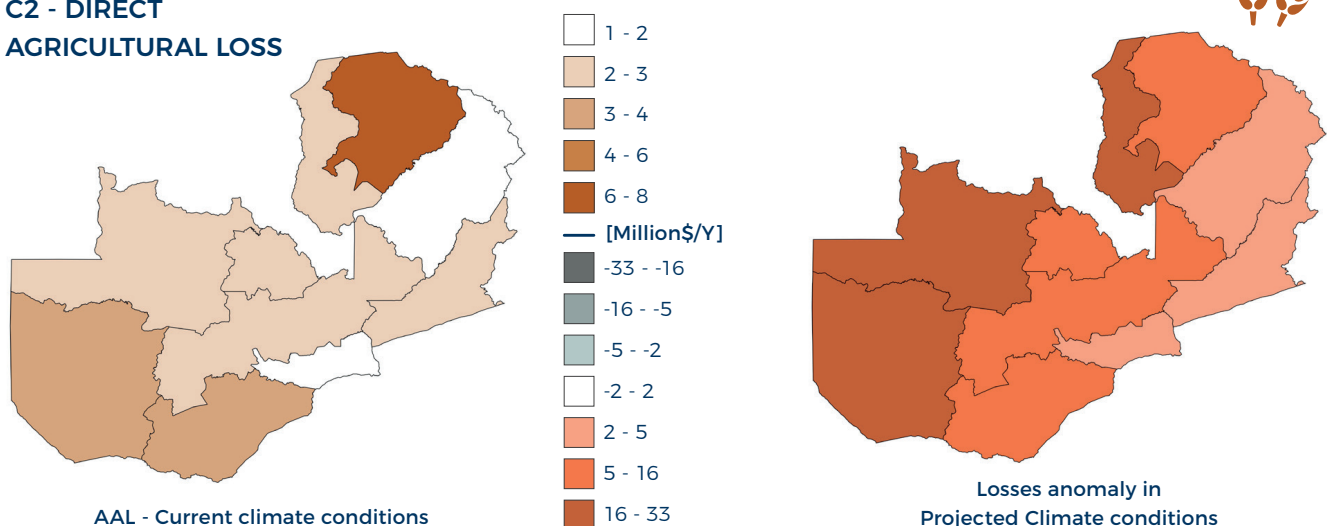 C2 - DIRECT
AGRICULTURAL LOSS
1 - 2
2 - 3
3 - 4
4 - 6
6 - 8
[Million$/Y]
-33 - -16
-16 - -5
-5 - -2
-2 - 2
2 - 5
5 - 16
16 - 33
AAL - Current climate conditions
Losses anomaly in
Projected Climate conditions